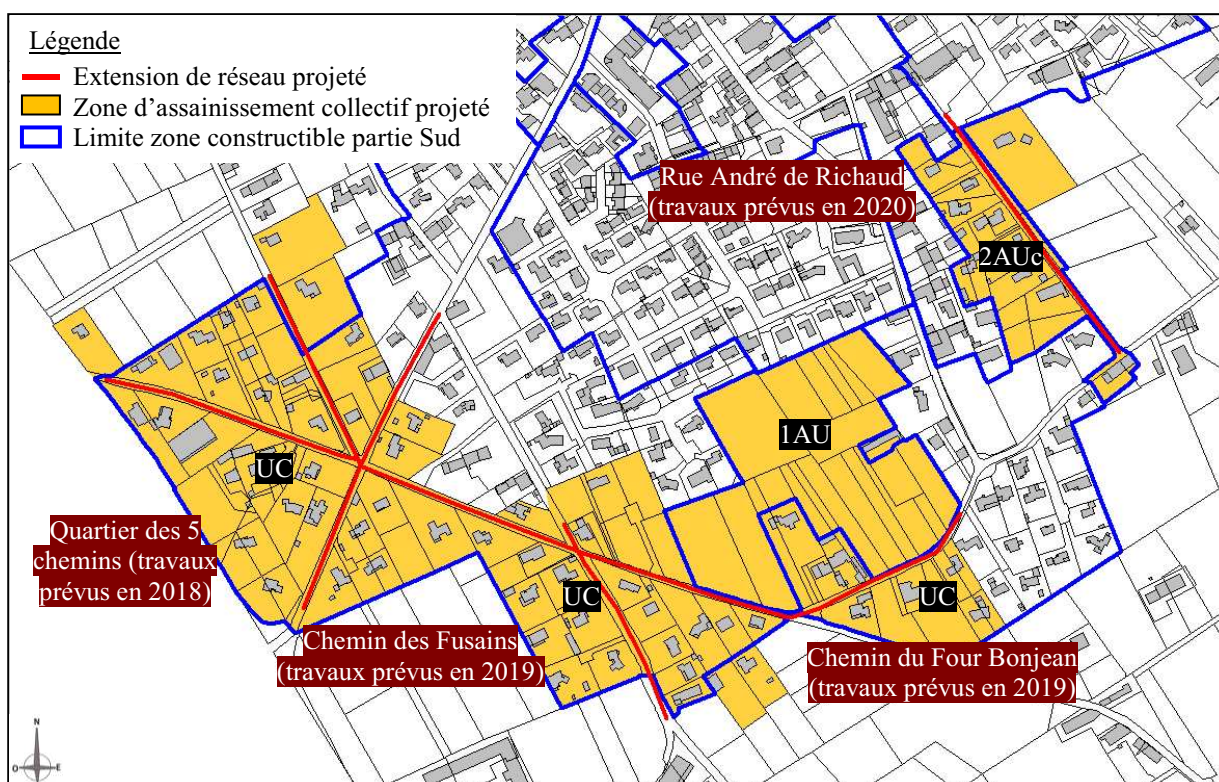 Légende
Extension de réseau projeté
Zone d'assainissement collectif projeté
Limite zone constructible partie Sud
Rue André de Richaud
(travaux prévus en 2020)
2AUc
1AU
UC
Quartier des 5
chemins (travaux
prévus en 2018)
UC
UC
Chemin des Fusains
(travaux prévus en 2019)
Chemin du Four Bonjean
(travaux prévus en 2019)
N
O
E